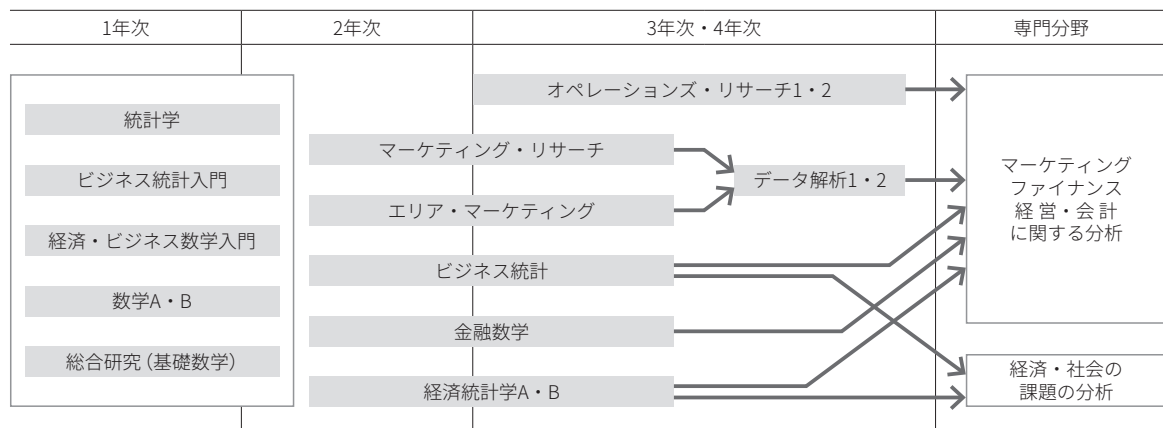 1年次
2年次
3年次・4年次
専門分野
統計学
ビジネス統計入門
経済・ビジネス数学入門
数学A・B
総合研究（基礎数学）
オペレーションズ・リサーチ1・2
マーケティング・リサーチ
エリア・マーケティング
データ解析1・2
ビジネス統計
金融数学
経済統計学A・B
マーケティング
ファイナンス
経営・会計
に関する分析
経済・社会の
課題の分析